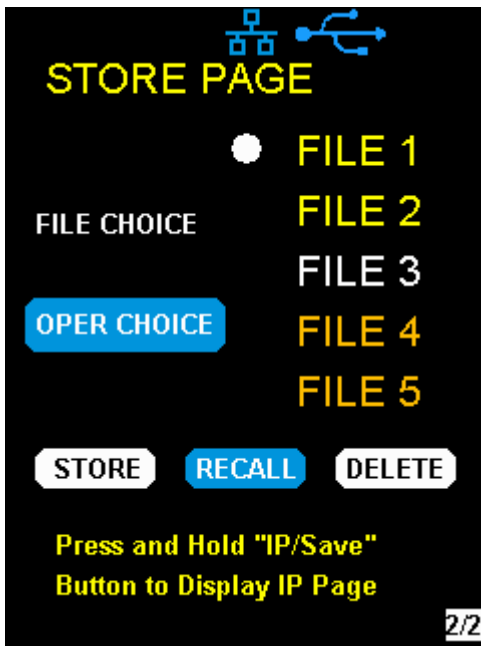 STORE PAGE
FILE 1
FILE 2
FILE CHOICE
FILE 3
OPER CHOICE
FILE 4
FILE 5
STORE
RECALL
DELETE
Press and Hold "IP/Save"
Button to Display IP Page
2/2